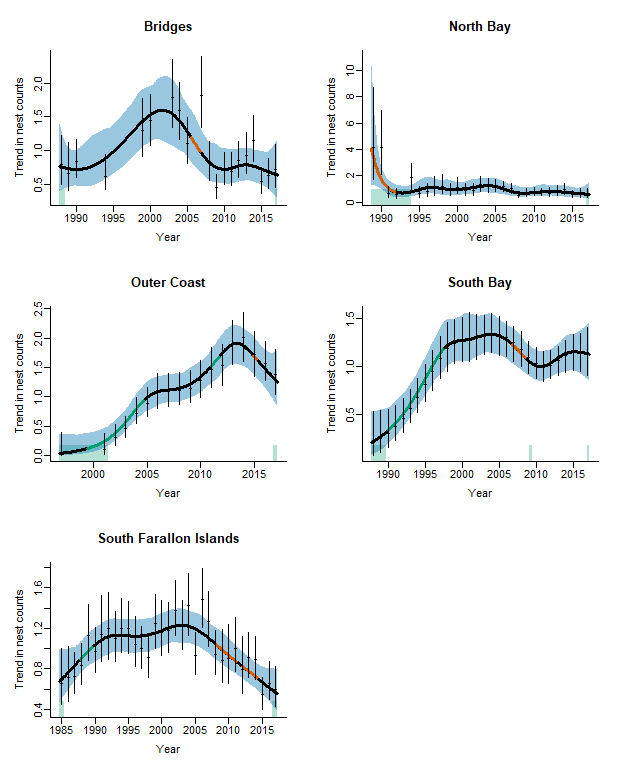 Bridges
Trend in nest counts
2.0
1.5
1.0
0.5
1990 1995 2000 2005 2010 2015
Year
North Bay
Trend in nest counts
10
8
6
4
2
0
1990 1995 2000 2005 2010 2015
Year
Outer Coast
Trend in nest counts
2.5
2.0
1.5
1.0
0.5
0.0
2000 2005 2010 2015
Year
South Bay
Trend in nest counts
1.5
1.0
0.5
1990 1995 2000 2005 2010 2015
Year
South Farallon Islands
Trend in nest counts
1.6
1.2
0.8
0.4
1985 1990 1995 2000 2005 2010 2015
Year